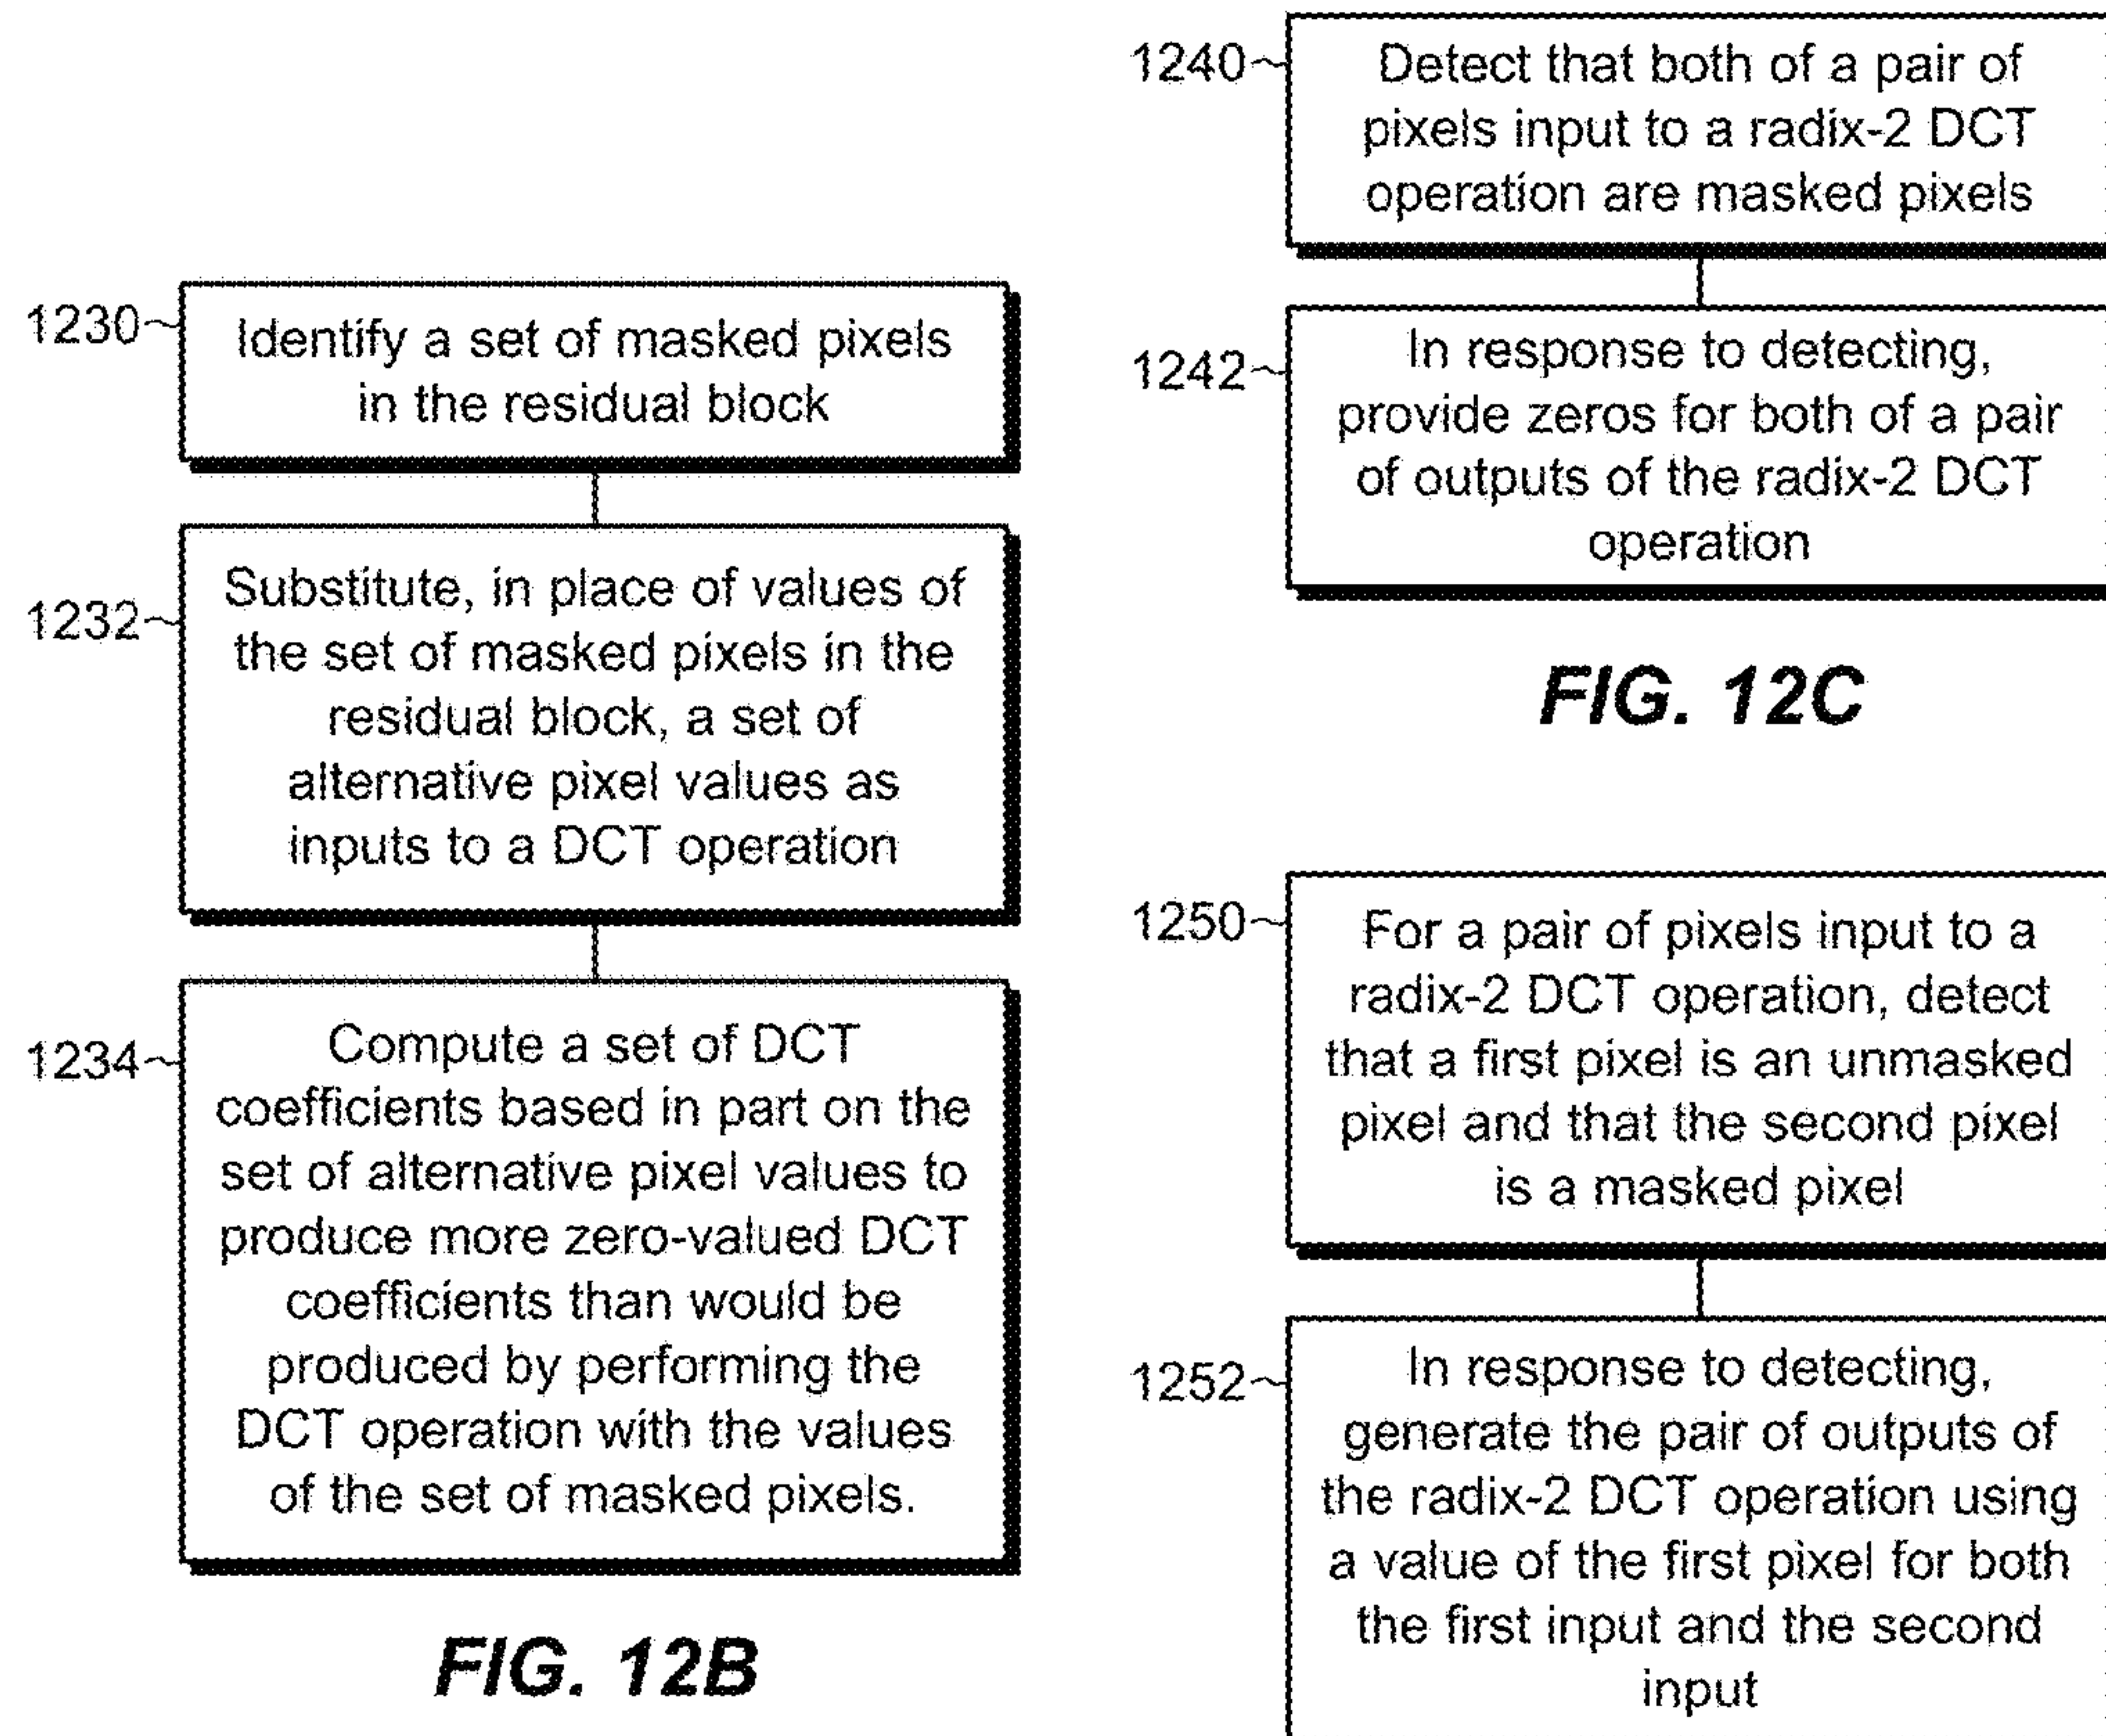 1230
Identify a set of masked pixels
in the residual block
1232
Substitute, in place of values of
the set of masked pixels in the
residual block, a set of
alternative pixel values as
inputs to a DCT operation
1234
Compute a set of DCT
coefficients based in part on the
set of alternative pixel values to
produce more zero-valued DCT
coefficients than would be
produced by performing the
DCT operation with the values
of the set of masked pixels.
FIG. 12B
1240
Detect that both of a pair of
pixels input to a radix-2 DCT
operation are masked pixels
1242
In response to detecting,
provide zeros for both of a pair
of outputs of the radix-2 DCT
operation
FIG. 12C
1250
For a pair of pixels input to a
radix-2 DCT operation, detect
that a first pixel is an unmasked
pixel and that the second pixel
is a masked pixel
1252
In response to detecting,
generate the pair of outputs of
the radix-2 DCT operation using
a value of the first pixel for both
the first input and the second
input